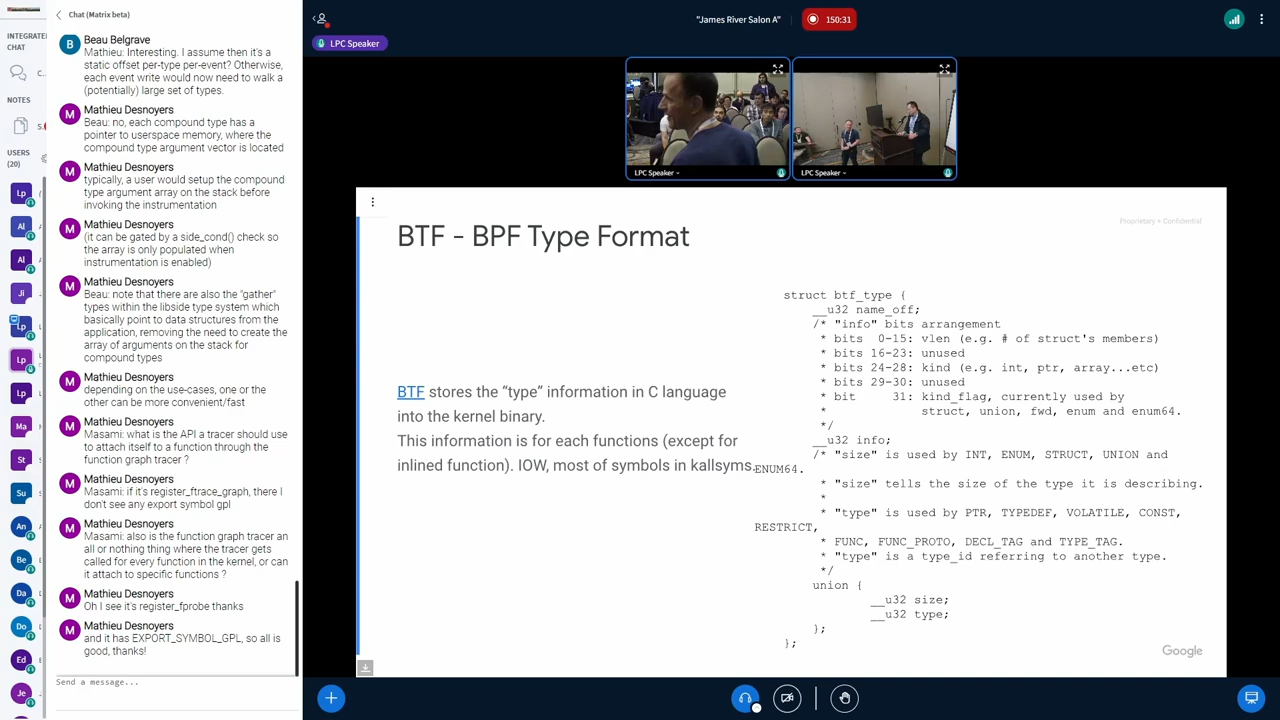 Chat (Matrix beta)
INTEGRATED
CHAT
C..
NOTES
S..
USERS
(20)
Lp
Al
Al
Ji
Lp
Lp
Lp
Ma
St
Su
An
Be
Da
Do
Ed
Je
B
Beau Belgrave
Mathieu: Interesting. I assume then it's a
static offset per-type per-event? Otherwise,
each event write would now need to walk a
(potentially) large set of types.
M
Mathieu Desnoyers
Beau: no, each compound type has a
pointer to userspace memory, where the
compound type argument vector is located
M
Mathieu Desnoyers
typically, a user would setup the compound
type argument array on the stack before
invoking the instrumentation
M
Mathieu Desnoyers
(it can be gated by a side_cond() check so
the array is only populated when
instrumentation is enabled)
M
Mathieu Desnoyers
Beau: note that there are also the "gather"
types within the libside type system which
basically point to data structures from the
application, removing the need to create the
array of arguments on the stack for
compound types
M
Mathieu Desnoyers
depending on the use-cases, one or the
other can be more convenient/fast
M
Mathieu Desnoyers
Masami: what is the API a tracer should use
to attach itself to a function through the
function graph tracer ?
M
Mathieu Desnoyers
Masami: if it's register_ftrace_graph, there I
don't see any export symbol gpl
M
Mathieu Desnoyers
Masami: also is the function graph tracer an
all or nothing thing where the tracer gets
called for every function in the kernel, or can
it attach to specific functions ?
M
Mathieu Desnoyers
Oh I see it's register_fprobe thanks
M
Mathieu Desnoyers
and it has EXPORT_SYMBOL_GPL, so all is
good, thanks!
Send a message...
"James River Salon A"
150:31
LPC Speaker
LPC Speaker
LPC Speaker
Proprietary + Confidential
BTF - BPF Type Format
BTF stores the “type“ information in C language
into the kernel binary.
This information is for each functions (except for
inlined function). IOW, most of symbols in kallsyms.
struct btf_type {
__u32 name_off;
/* "info" bits arrangement
* bits 0-15: vlen (e.g. # of struct's members)
* bits 16-23: unused
* bits 24-28: kind (e.g. int, ptr, array...etc)
* bits 29-30: unused
* bit 31: kind_flag, currently used by
* struct, union, fwd, enum and enum64.
*/
__u32 info;
/* "size" is used by INT, ENUM, STRUCT, UNION and
ENUM64.
* "size" tells the size of the type it is describing.
*
* "type" is used by PTR, TYPEDEF, VOLATILE, CONST,
RESTRICT,
* FUNC, FUNC_PROTO, DECL_TAG and TYPE_TAG.
* "type" is a type_id referring to another type.
*/
union {
__u32 size;
__u32 type;
};
};
Google